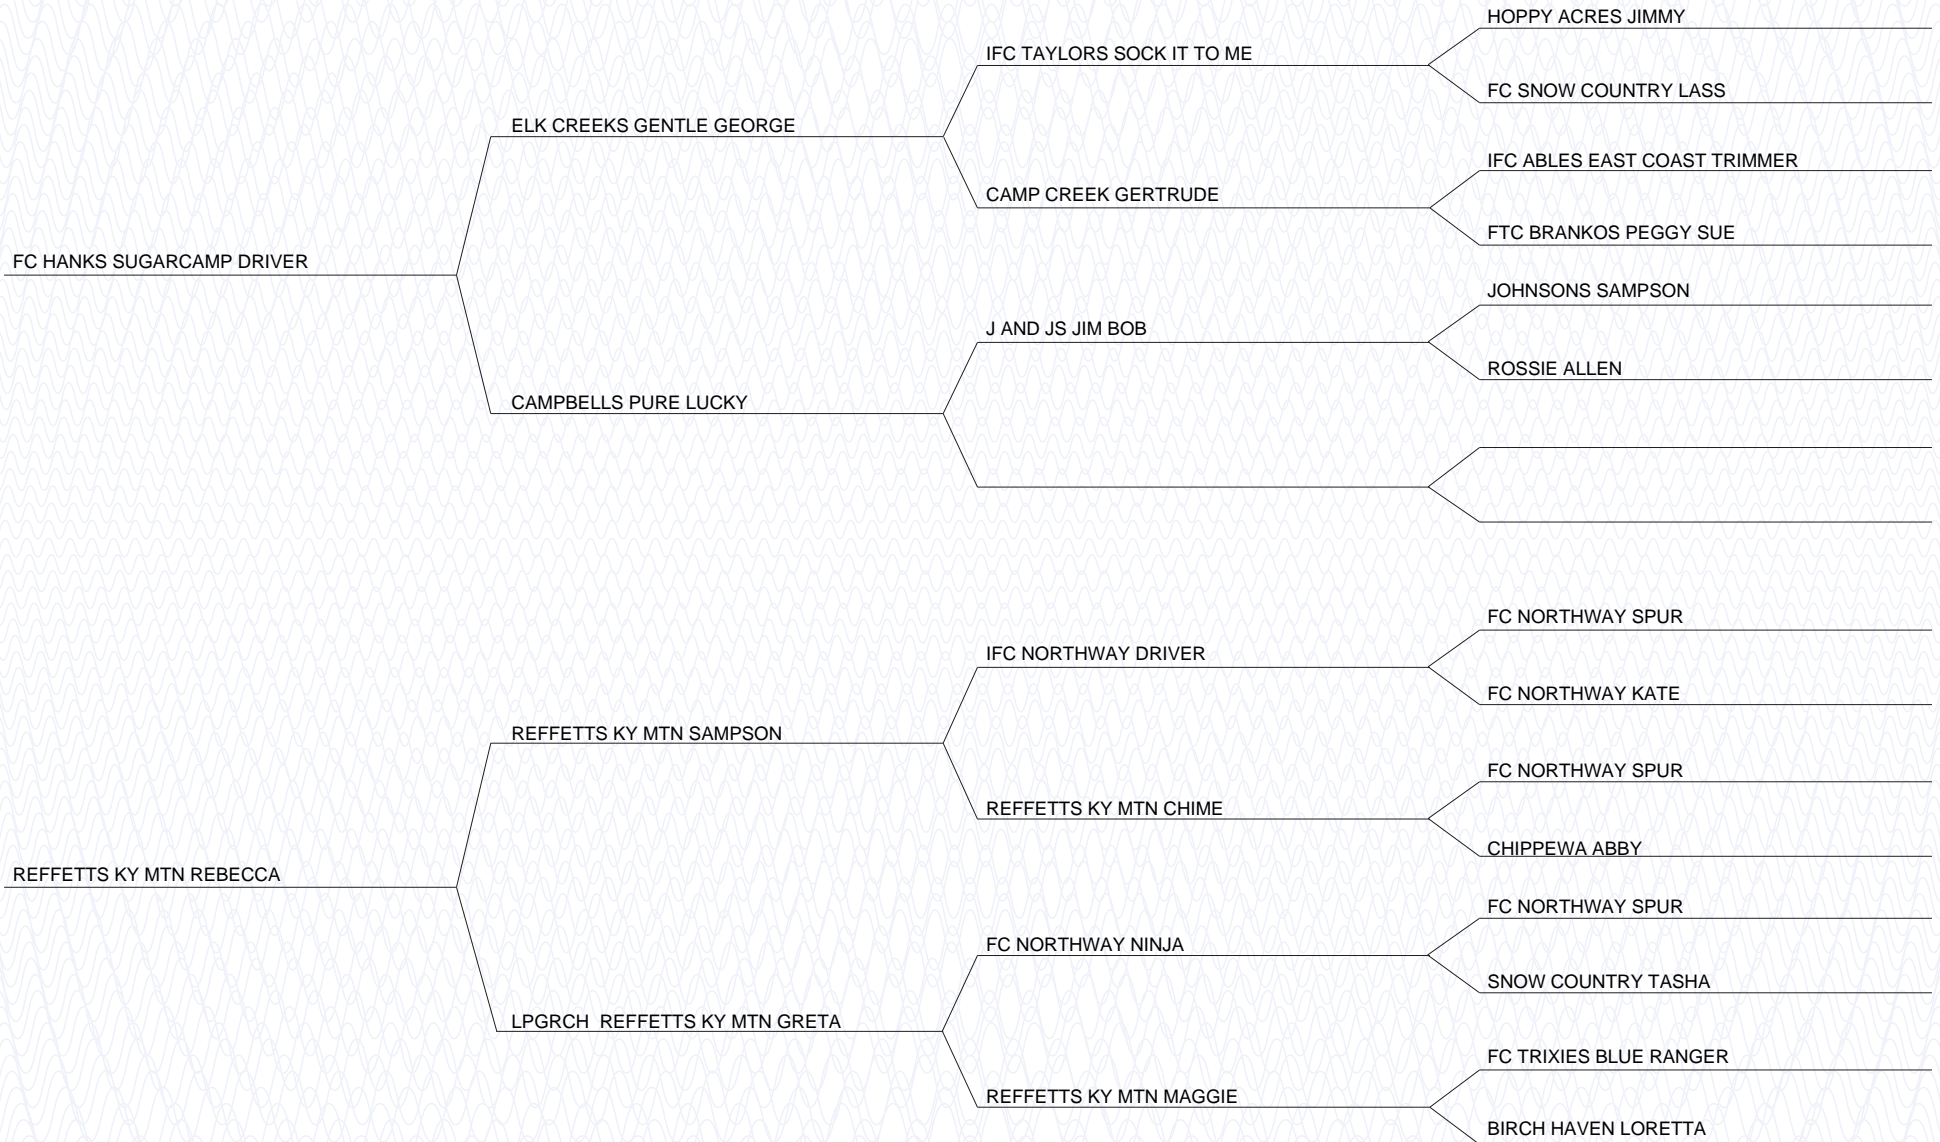 HOPPY ACRES JIMMY
IFC TAYLORS SOCK IT TO ME
FC SNOW COUNTRY LASS
ELK CREEKS GENTLE GEORGE
IFC ABLES EAST COAST TRIMMER
CAMP CREEK GERTRUDE
FTC BRANKOS PEGGY SUE
FC HANKS SUGARCAMP DRIVER
JOHNSONS SAMPSON
J AND JS JIM BOB
ROSSIE ALLEN
CAMPBELLS PURE LUCKY
FC NORTHWAY SPUR
IFC NORTHWAY DRIVER
FC NORTHWAY KATE
REFFETTS KY MTN SAMPSON
FC NORTHWAY SPUR
REFFETTS KY MTN CHIME
CHIPPEWA ABBY
REFFETTS KY MTN REBECCA
FC NORTHWAY SPUR
FC NORTHWAY NINJA
SNOW COUNTRY TASHA
LPGRCH  REFFETTS KY MTN GRETA
FC TRIXIES BLUE RANGER
REFFETTS KY MTN MAGGIE
BIRCH HAVEN LORETTA